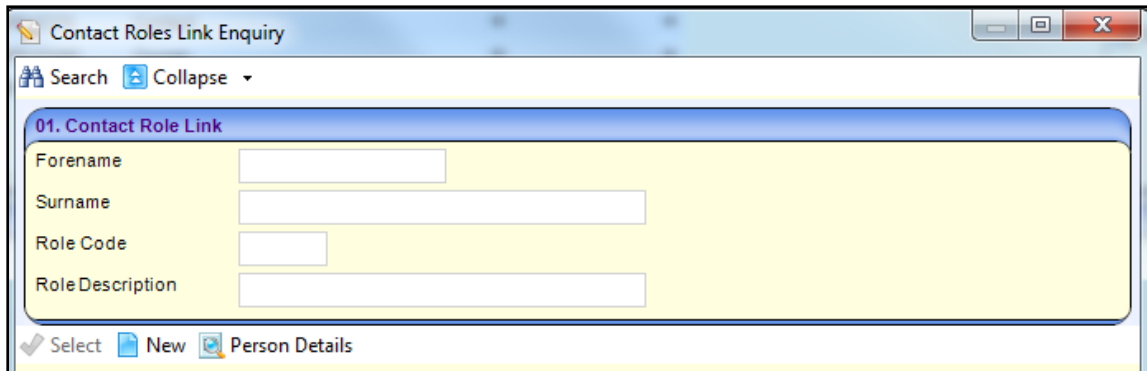 Contact Roles Link Enquiry
Search Collapse
01. Contact Role Link
Forename
Surname
Role Code
Role Description
Select New Person Details